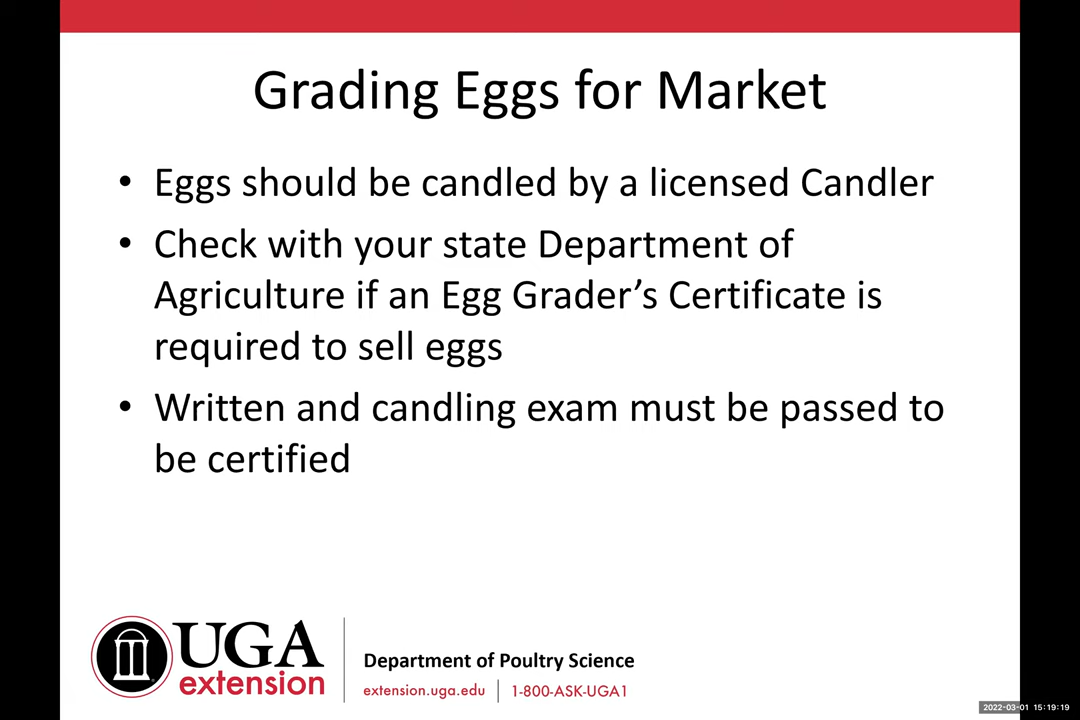 Grading Eggs for Market
• Eggs should be candled by a licensed Candler
• Check with your state Department of
Agriculture if an Egg Grader’s Certificate is
required to sell eggs
• Written and candling exam must be passed to
be certified
UGA
extension
Department of Poultry Science
extension.uga.edu | 1-800-ASK-UGA1
2022-03-01 15:19:19